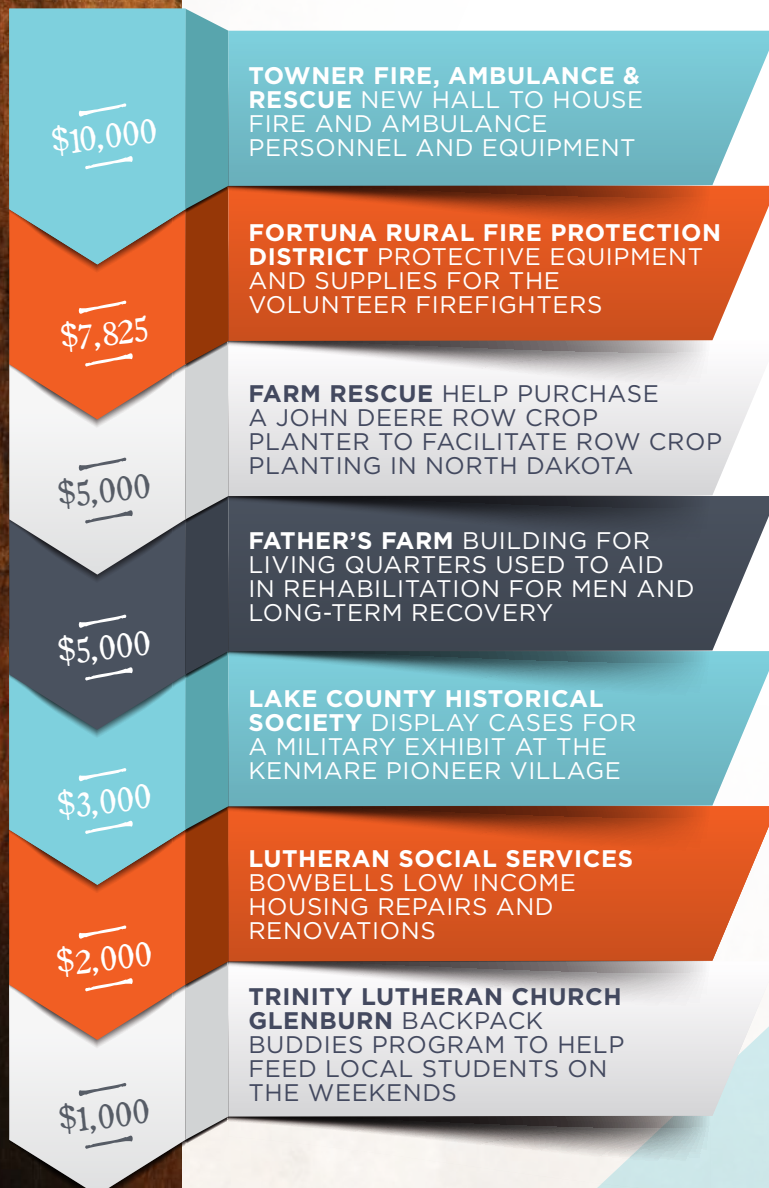 $10,000
TOWNER FIRE, AMBULANCE &
RESCUE NEW HALL TO HOUSE
FIRE AND AMBULANCE
PERSONNEL AND EQUIPMENT
$7,825
FORTUNA RURAL FIRE PROTECTION
DISTRICT PROTECTIVE EQUIPMENT
AND SUPPLIES FOR THE
VOLUNTEER FIREFIGHTERS
$5,000
FARM RESCUE HELP PURCHASE
A JOHN DEERE ROW CROP
PLANTER TO FACILITATE ROW CROP
PLANTING IN NORTH DAKOTA
$5,000
FATHER’S FARM BUILDING FOR
LIVING QUARTERS USED TO AID
IN REHABILITATION FOR MEN AND
LONG-TERM RECOVERY
$3,000
LAKE COUNTY HISTORICAL
SOCIETY DISPLAY CASES FOR
A MILITARY EXHIBIT AT THE
KENMARE PIONEER VILLAGE
$2,000
LUTHERAN SOCIAL SERVICES
BOWBELLS LOW INCOME
HOUSING REPAIRS AND
RENOVATIONS
$1,000
TRINITY LUTHERAN CHURCH
GLENBURN BACKPACK
BUDDIES PROGRAM TO HELP
FEED LOCAL STUDENTS ON
THE WEEKENDS